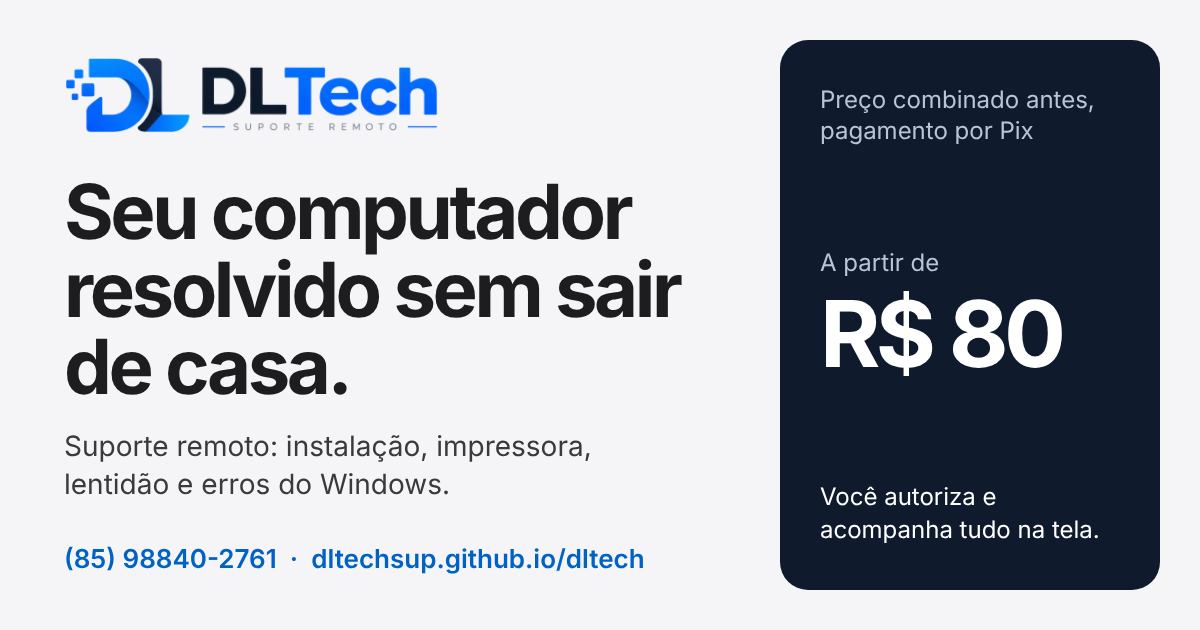 DLTech
SUPORTE REMOTO
Seu computador
resolvido sem sair
de casa.
Suporte remoto: instalação, impressora,
lentidão e erros do Windows.
(85) 98840-2761 · dltechsup.github.io/dltech
Preço combinado antes,
pagamento por Pix
A partir de
R$ 80
Você autoriza e
acompanha tudo na tela.